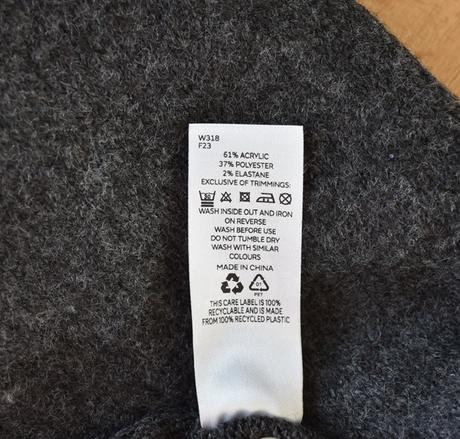 W318
F23
61% ACRYLIC
37% POLYESTER
2% ELASTANE
EXCLUSIVE OF TRIMMINGS:
WASH INSIDE OUT AND IRON
ON REVERSE
WASH BEFORE USE
DO NOT TUMBLE DRY
WASH WITH SIMILAR
COLOURS
MADE IN CHINA
01
PET
THIS CARE LABEL IS 100%
RECYCLABLE AND IS MADE
FROM 100% RECYCLED PLASTIC